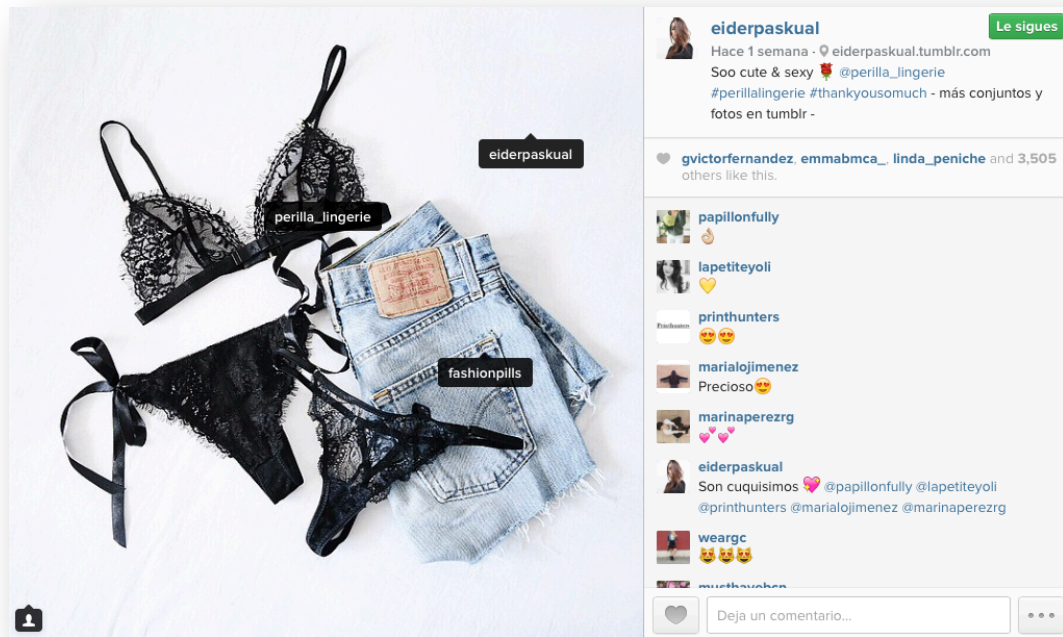 eiderpaskual
Le sigues
Hace 1 semana · eiderpaskual.tumblr.com
Soo cute & sexy 🌹 @perilla_lingerie
#perillalingerie #thankyousomuch - más conjuntos y
fotos en tumblr -
gvictorfernandez, emmabmca_, linda_peniche and 3,505
others like this.
papillonfully
👌🏼
lapetiteyoli
💛
printhunters
😍😍
marialojimenez
Precioso😍
marinaperezrg
💕💕
eiderpaskual
Son cuquisimos 💖 @papillonfully @lapetiteyoli
@printhunters @marialojimenez @marinaperezrg
weargc
😻😻😻
musthavebcn
Deja un comentario...
eiderpaskual
perilla_lingerie
fashionpills